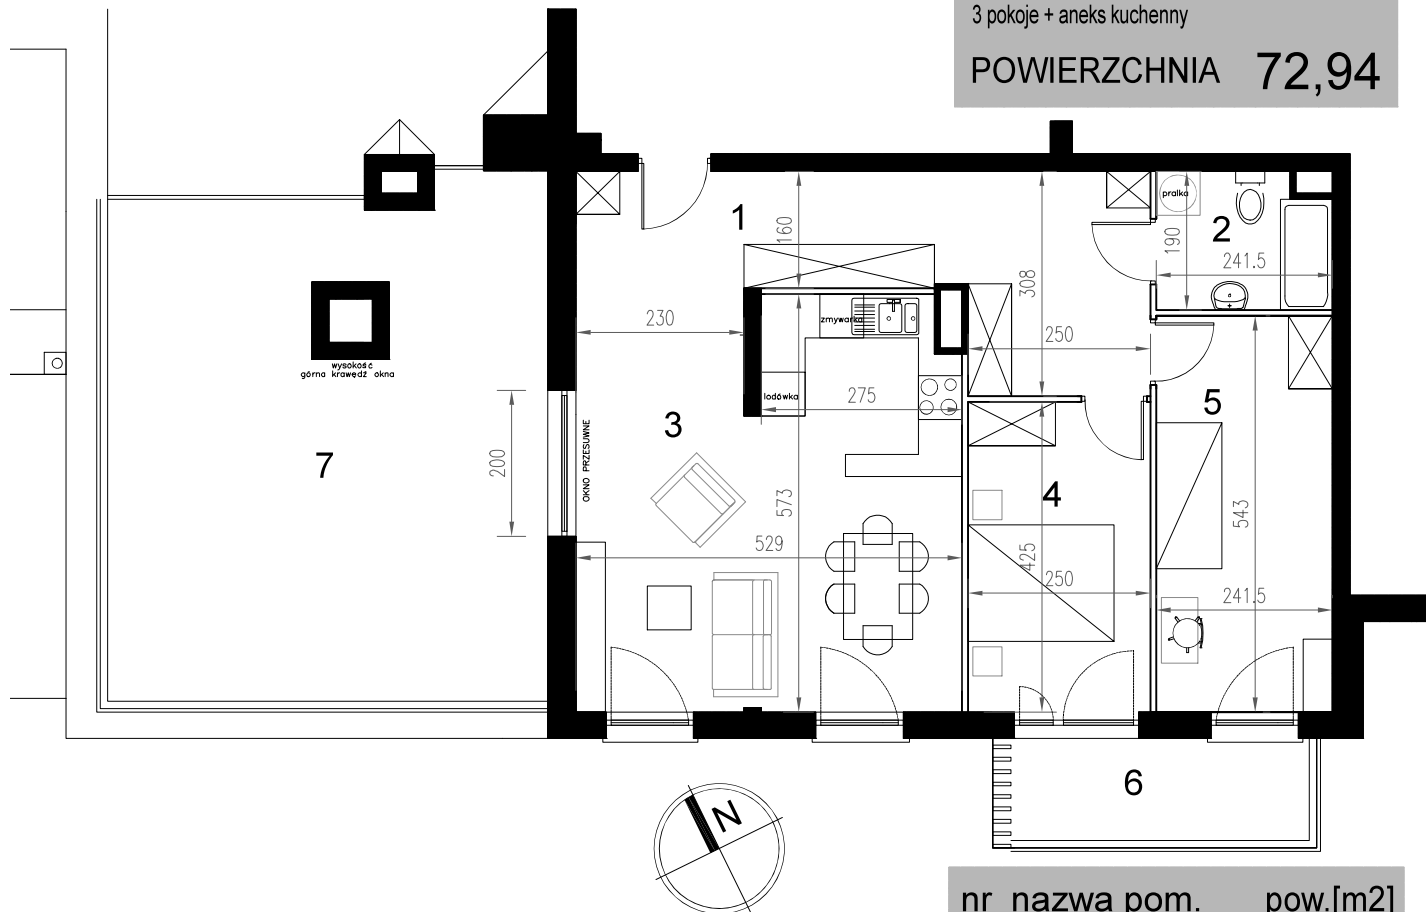 3 pokoje + aneks kuchenny
POWIERZCHNIA 72,94
1
160
308
pralka
190
2
241.5
zmywarka
230
250
wysokość
górna krawędź okna
lodówka
275
5
3
OKNO PRZESUWNE
7
200
4
573
543
529
425
250
241.5
6
N
nr nazwa pom. pow.[m2]